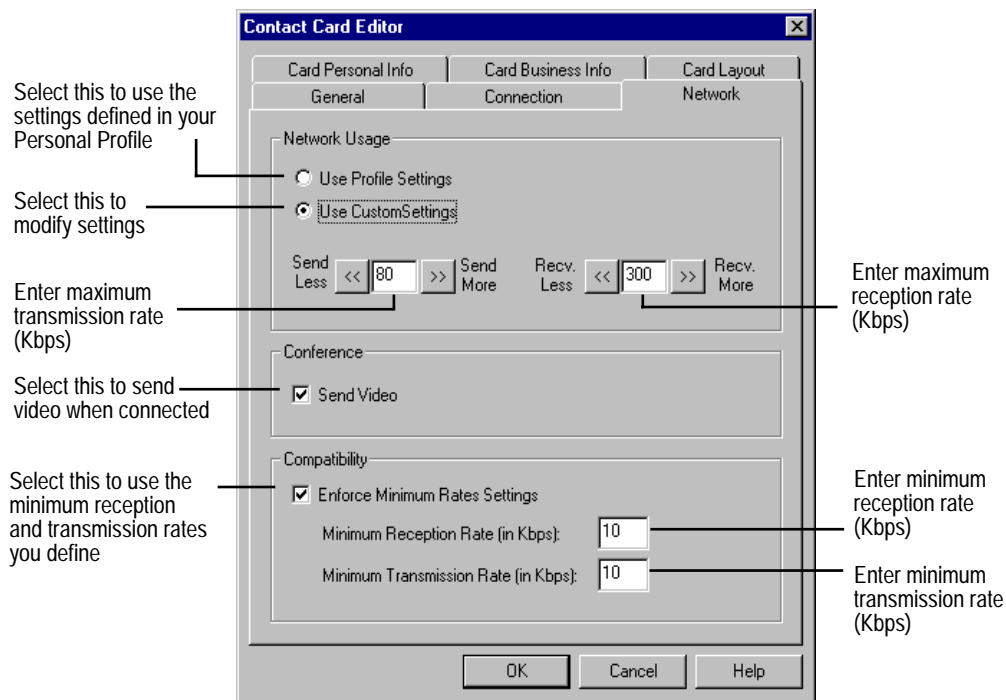 Contact Card Editor
Card Personal Info
Card Business Info
Card Layout
General
Connection
Network
Select this to use the
settings defined in your
Personal Profile
Network Usage
Use Profile Settings
Select this to
modify settings
Use CustomSettings
Send
Less
<<
80
>>
Send
More
Recv.
Less
<<
300
>>
Recv.
More
Enter maximum
transmission rate
(Kbps)
Enter maximum
reception rate
(Kbps)
Conference
Select this to send
video when connected
Send Video
Compatibility
Select this to use the
minimum reception
and transmission rates
you define
Enforce Minimum Rates Settings
Minimum Reception Rate (in Kbps):
10
Enter minimum
reception rate
(Kbps)
Minimum Transmission Rate (in Kbps):
10
Enter minimum
transmission rate
(Kbps)
OK
Cancel
Help